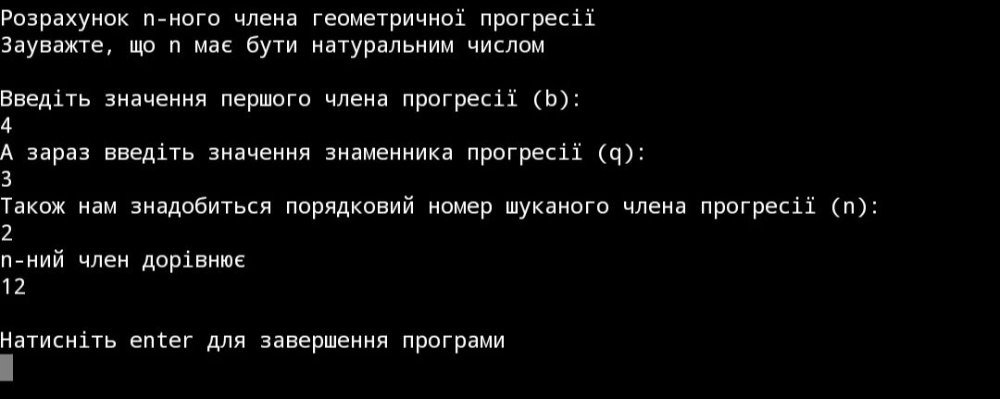 Розрахунок n-ного члена геометричної прогресії
Зауважте, що n має бути натуральним числом
Введіть значення першого члена прогресії (b):
4
А зараз введіть значення знаменника прогресії (q):
3
Також нам знадобиться порядковий номер шуканого члена прогресії (n):
2
n-ний член дорівнює
12
Натисніть enter для завершення програми